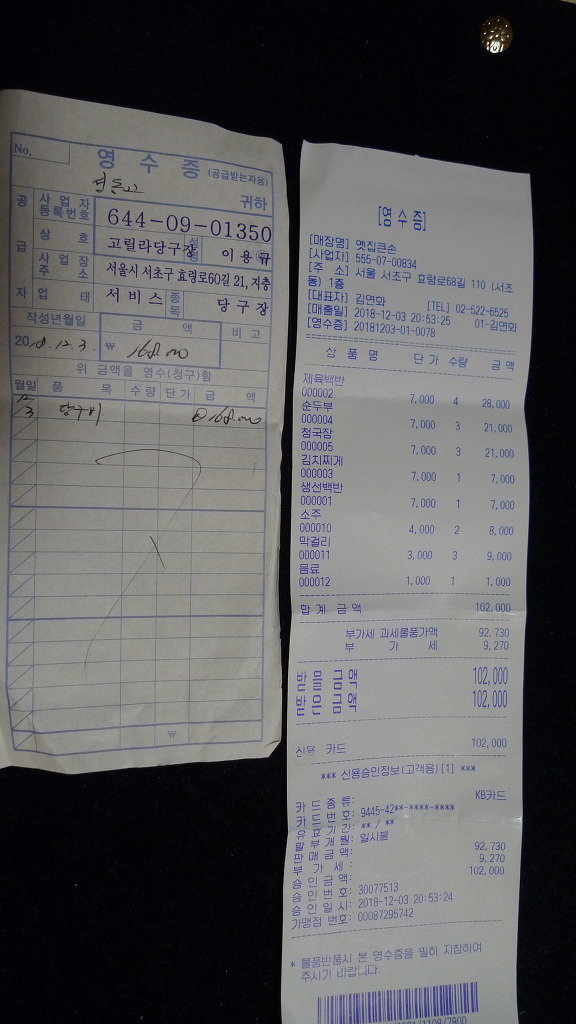 No.
영 수 증 (공급받는자용)
귀하
공 급 자
사 업 자 등록번호 644-09-01350
상 호 고릴라당구장 성명 이용
사 업 장 주 소 서울시 서초구 효령로60길 21, 지층
업 태 서비스 종목 당구장
작성년월일 금 액 비 고
2018.12.3. ₩ 168,000
위 금액을 영수(청구)함
월일 품 목 수량 단가 금 액
12/3 당구비 168,000
₩
[영수증]
[매장명] 옛집큰손
[사업자] 555-07-00834
[주 소] 서울 서초구 효령로68길 110 (서초
동) 1층
[대표자] 김연화 [TEL] 02-522-6525
[매출일] 2018-12-03 20:53:25 01-김연화
[영수증] 20181203-01-0078
상 품 명 단 가 수량 금 액
제육백반
000002 7,000 4 28,000
순두부
000004 7,000 3 21,000
청국장
000005 7,000 3 21,000
김치찌게
000003 7,000 1 7,000
생선백반
000001 7,000 1 7,000
소주
000010 4,000 2 8,000
막걸리
000011 3,000 3 9,000
음료
000012 1,000 1 1,000
합 계 금 액 102,000
부가세 과세물품가액 92,730
부 가 세 9,270
받 을 금 액 102,000
받 은 금 액 102,000
신용 카드 102,000
*** 신용승인정보(고객용) [1] ***
카 드 종 류: KB카드
카 드 번 호: 9445-42**-****-****
유 효 기 간: ** / **
할 부 개 월: 일시불
판 매 금 액: 92,730
부 가 세 : 9,270
승 인 금 액: 102,000
승 인 번 호: 30077513
승 인 일 시: 2018-12-03 20:53:24
가맹점 번호: 00087295742
* 물품반품시 본 영수증을 필히 지참하여
주시기 바랍니다.